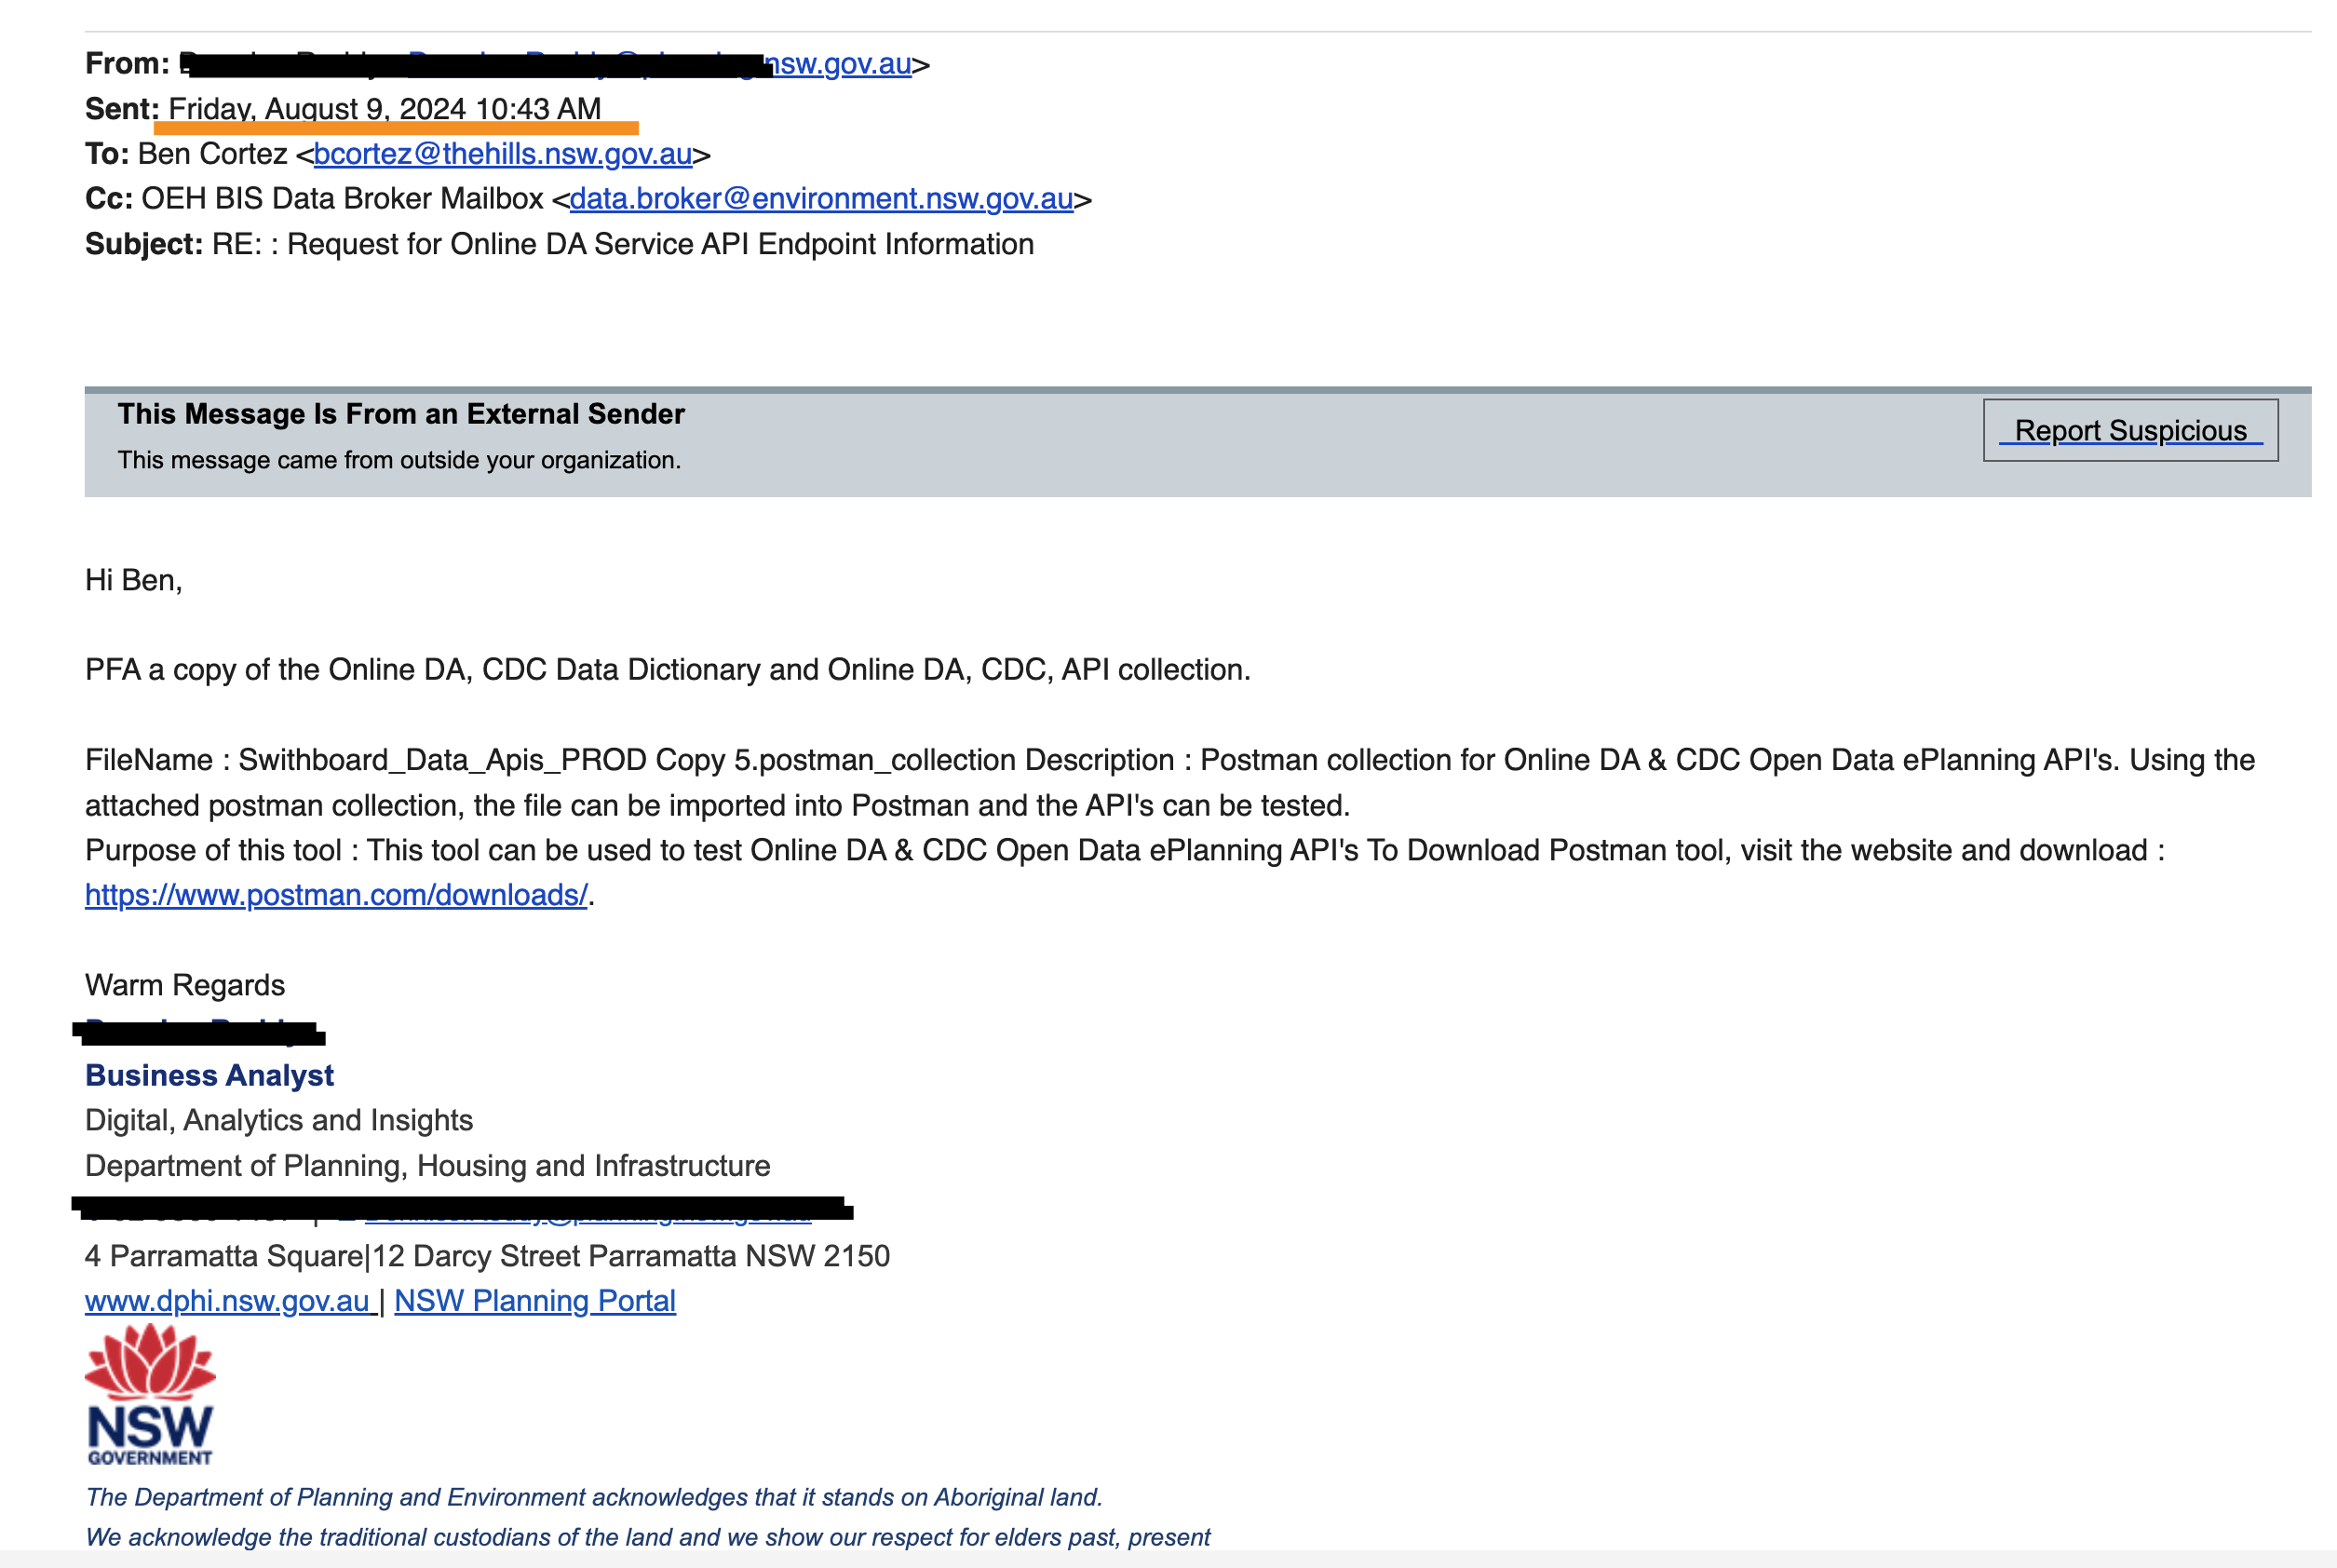 From: nsw.gov.au>
Sent: Friday, August 9, 2024 10:43 AM
To: Ben Cortez <bcortez@thehills.nsw.gov.au>
Cc: OEH BIS Data Broker Mailbox <data.broker@environment.nsw.gov.au>
Subject: RE: : Request for Online DA Service API Endpoint Information
This Message Is From an External Sender
Report Suspicious
This message came from outside your organization.
Hi Ben,
PFA a copy of the Online DA, CDC Data Dictionary and Online DA, CDC, API collection.
FileName : Swithboard_Data_Apis_PROD Copy 5.postman_collection Description : Postman collection for Online DA & CDC Open Data ePlanning API's. Using the
attached postman collection, the file can be imported into Postman and the API's can be tested.
Purpose of this tool : This tool can be used to test Online DA & CDC Open Data ePlanning API's To Download Postman tool, visit the website and download :
https://www.postman.com/downloads/.
Warm Regards
Business Analyst
Digital, Analytics and Insights
Department of Planning, Housing and Infrastructure
4 Parramatta Square|12 Darcy Street Parramatta NSW 2150
www.dphi.nsw.gov.au | NSW Planning Portal
NSW
GOVERNMENT
The Department of Planning and Environment acknowledges that it stands on Aboriginal land.
We acknowledge the traditional custodians of the land and we show our respect for elders past, present